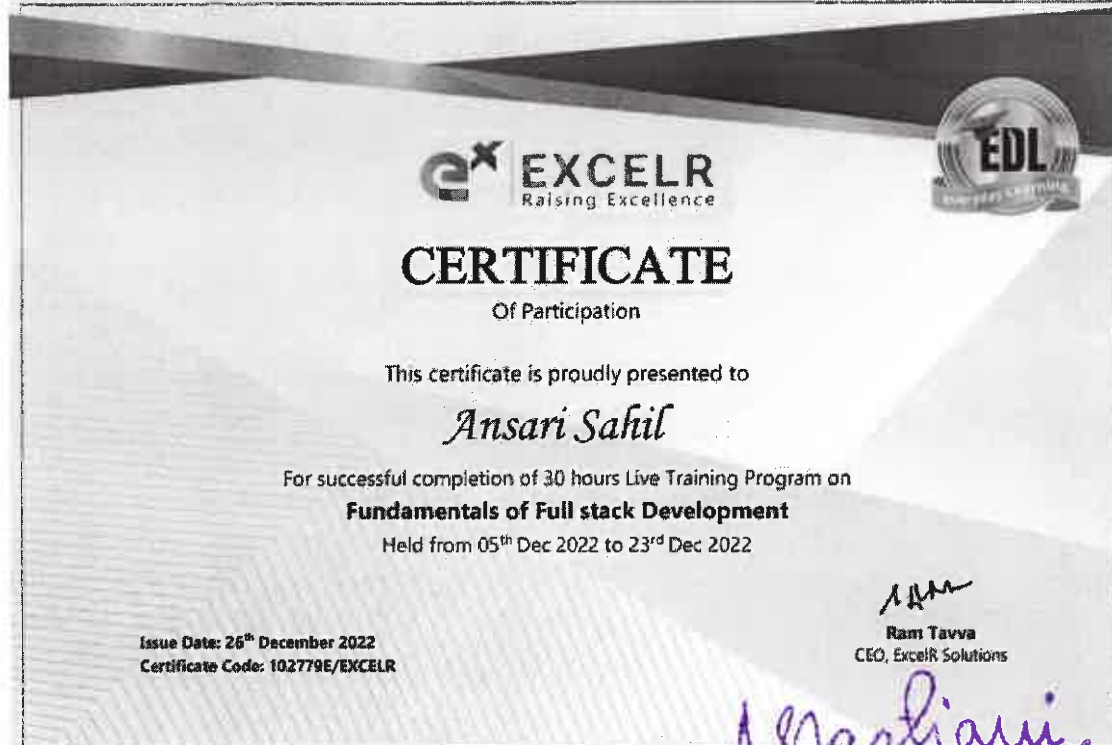 ex EXCELR
Raising Excellence
EDL
CERTIFICATE
Of Participation
This certificate is proudly presented to
Ansari Sahil
For successful completion of 30 hours Live Training Program on
Fundamentals of Full stack Development
Held from 05th Dec 2022 to 23rd Dec 2022
Ram Tavva
CEO, ExcelR Solutions
Issue Date: 26th December 2022
Certificate Code: 102779E/EXCELR